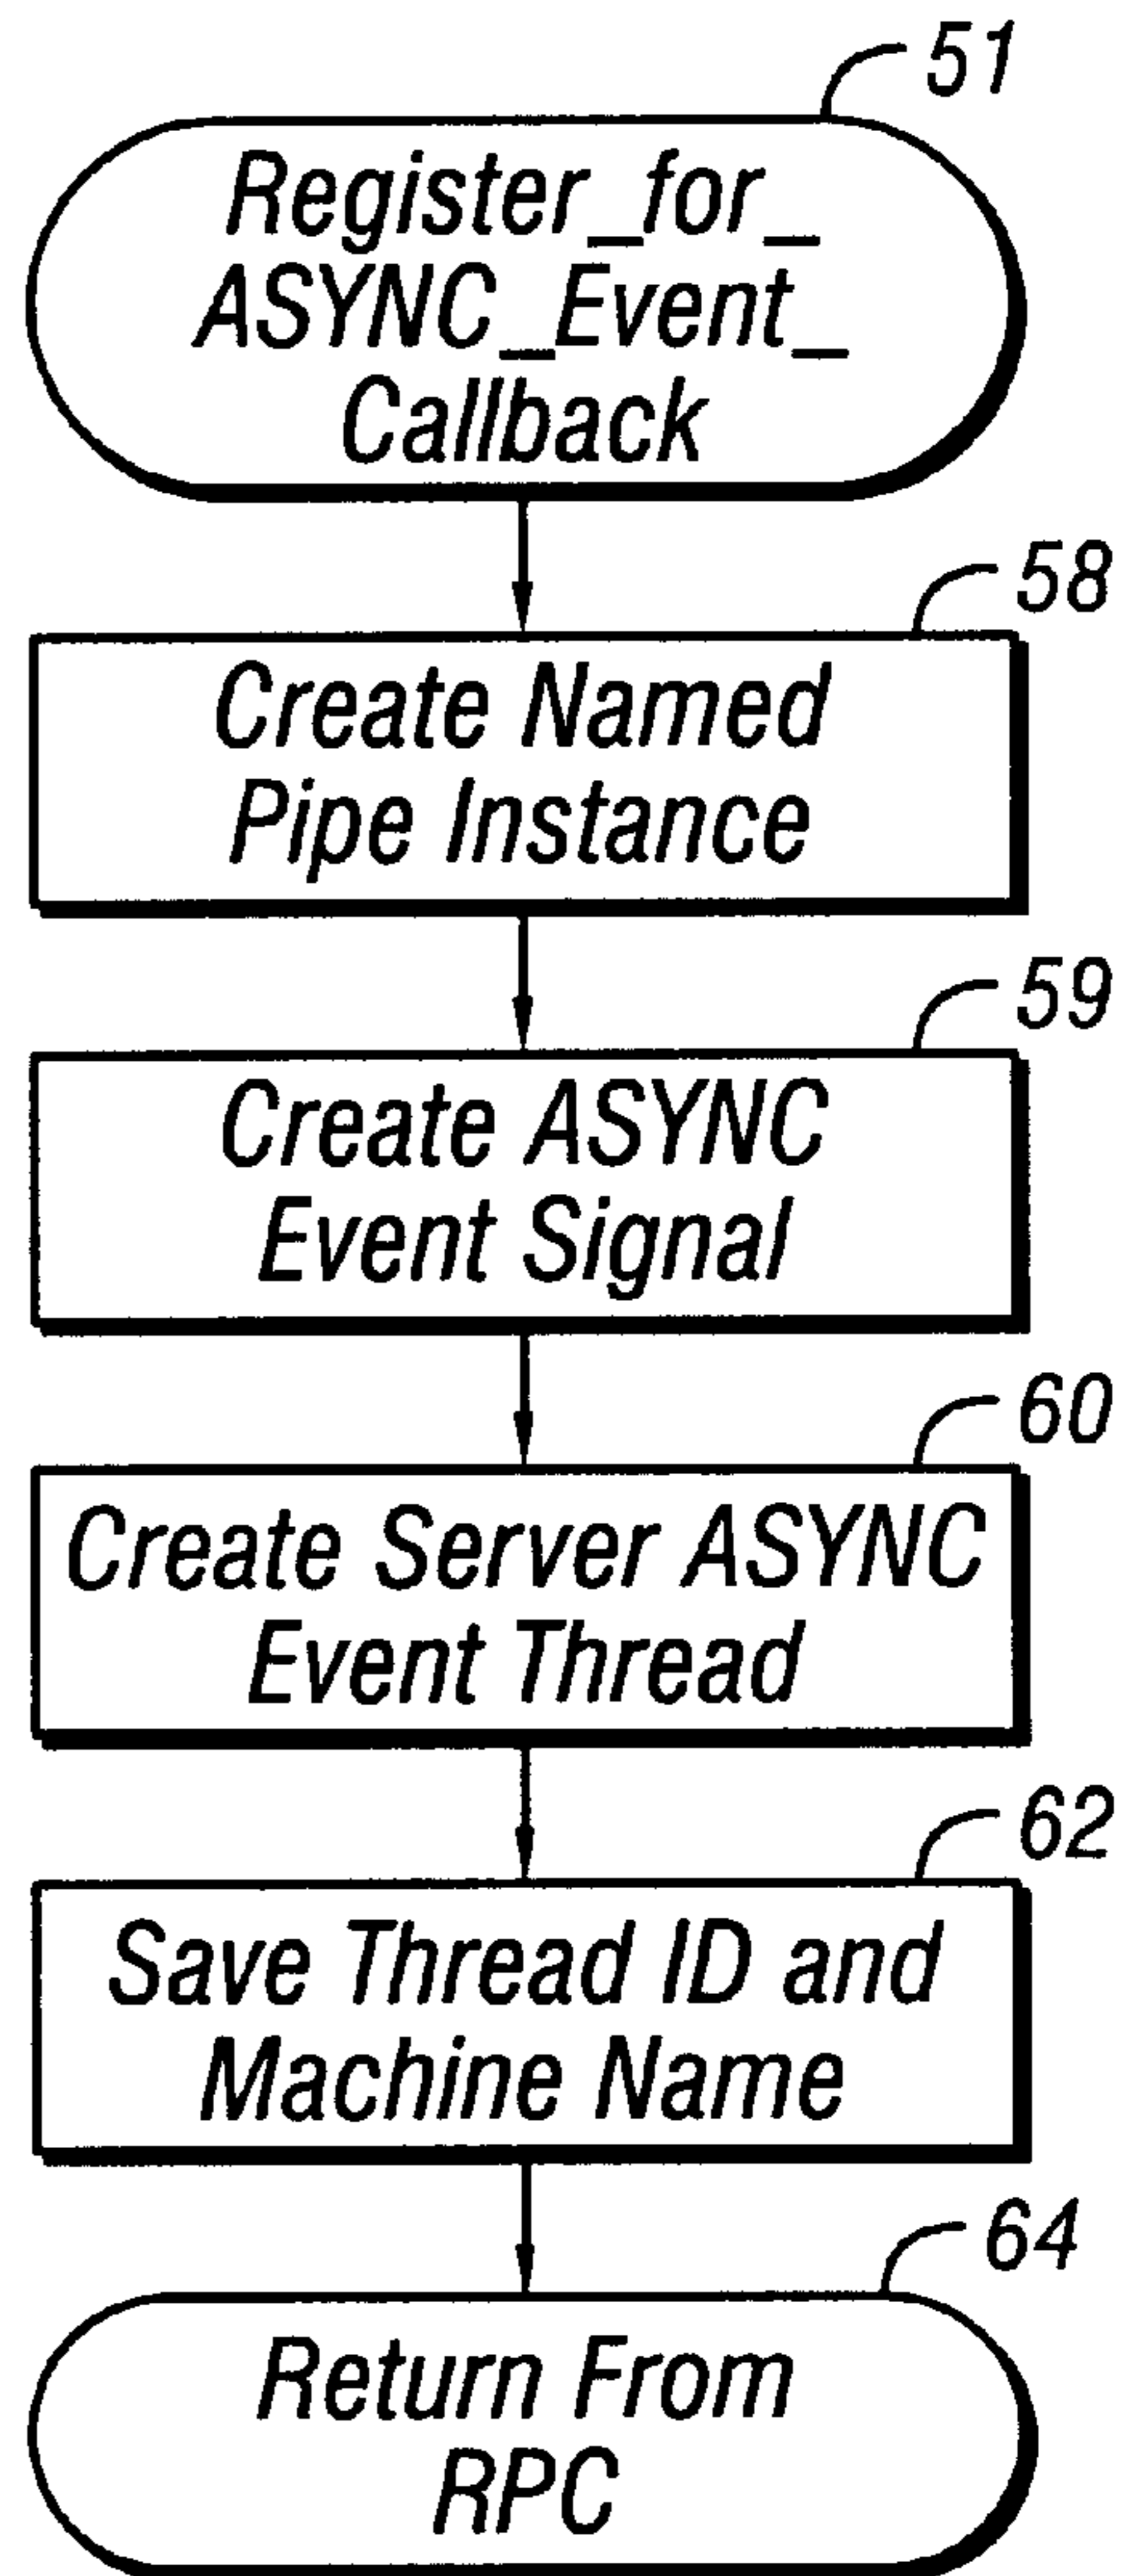 51
Register_for_
ASYNC_Event_
Callback
58
Create Named
Pipe Instance
59
Create ASYNC
Event Signal
60
Create Server ASYNC
Event Thread
62
Save Thread ID and
Machine Name
64
Return From
RPC